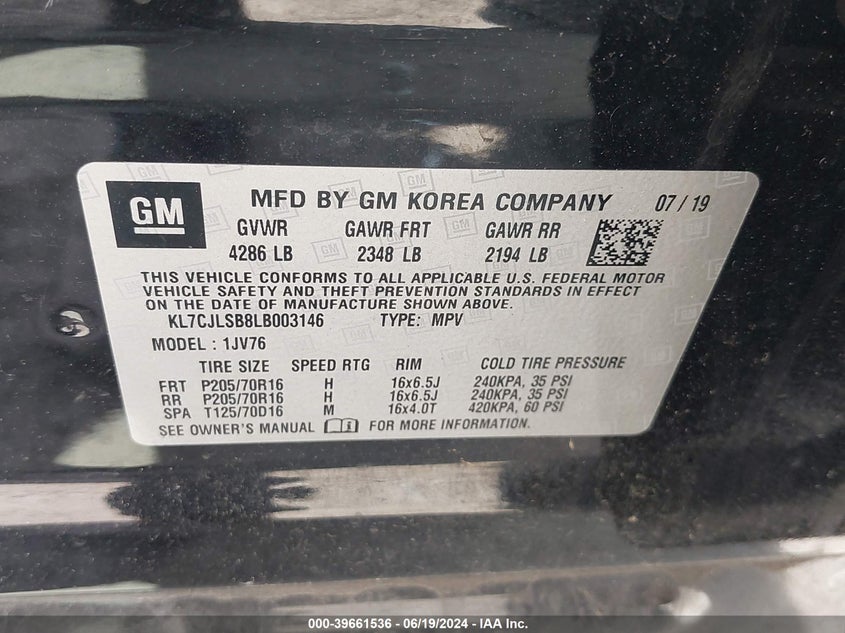 GM MFD BY GM KOREA COMPANY 07/19
GVWR GAWR FRT GAWR RR
4286 LB 2348 LB 2194 LB
THIS VEHICLE CONFORMS TO ALL APPLICABLE U.S. FEDERAL MOTOR
VEHICLE SAFETY AND THEFT PREVENTION STANDARDS IN EFFECT
ON THE DATE OF MANUFACTURE SHOWN ABOVE.
KL7CJLSB8LB003146 TYPE: MPV
MODEL : 1JV76
TIRE SIZE SPEED RTG RIM COLD TIRE PRESSURE
FRT P205/70R16 H 16x6.5J 240KPA, 35 PSI
RR P205/70R16 H 16x6.5J 240KPA, 35 PSI
SPA T125/70D16 M 16x4.0T 420KPA, 60 PSI
SEE OWNER'S MANUAL FOR MORE INFORMATION.
000-39661536 - 06/19/2024 - IAA Inc.